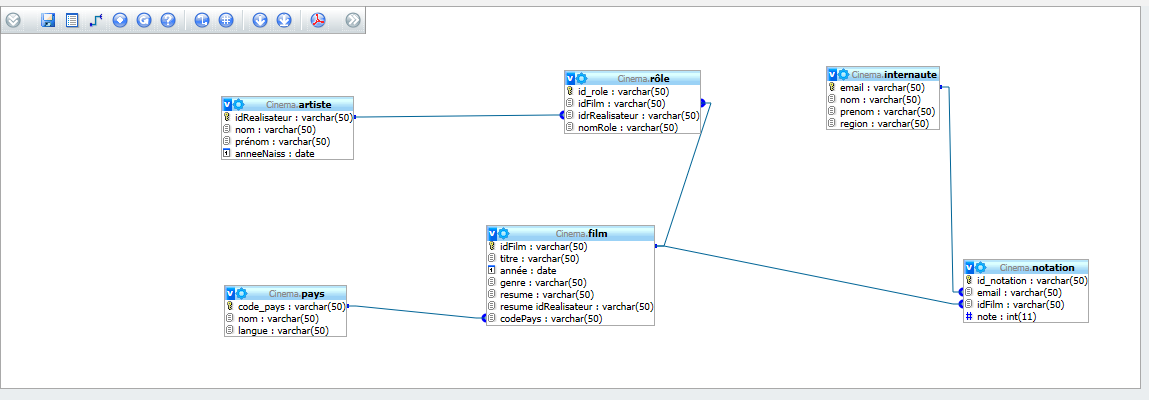 Cinema.artiste
idRealisateur : varchar(50)
nom : varchar(50)
prénom : varchar(50)
anneeNaiss : date
Cinema.rôle
id_role : varchar(50)
idFilm : varchar(50)
idrRealisateur : varchar(50)
nomRole : varchar(50)
Cinema.internaute
email : varchar(50)
nom : varchar(50)
prenom : varchar(50)
region : varchar(50)
Cinema.film
idFilm : varchar(50)
titre : varchar(50)
année : date
genre : varchar(50)
resume : varchar(50)
resume idRealisateur : varchar(50)
codePays : varchar(50)
Cinema.pays
code_pays : varchar(50)
nom : varchar(50)
langue : varchar(50)
Cinema.notation
id_notation : varchar(50)
email : varchar(50)
idFilm : varchar(50)
# note : int(11)